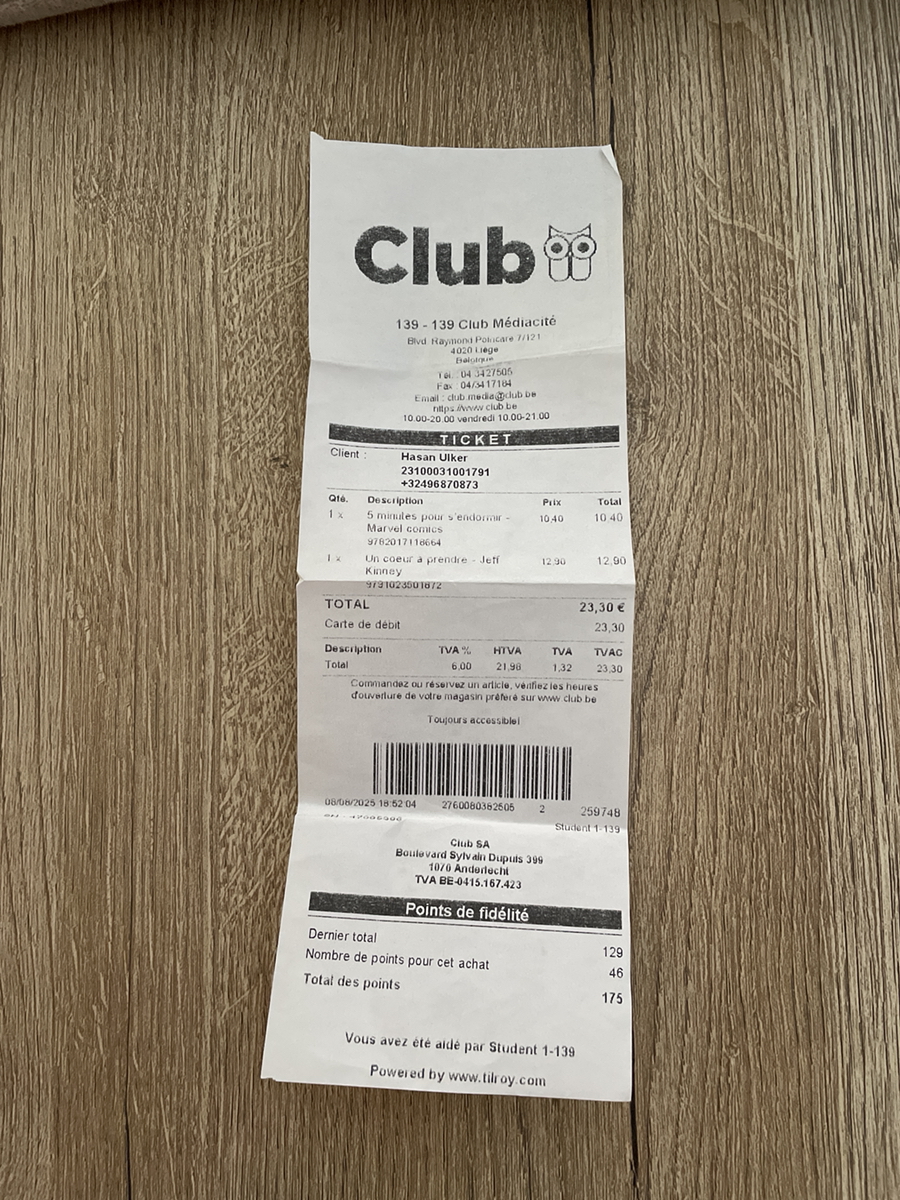 Club
139 - 139 Club Médiacité
Blvd. Raymond Poincaré 7/121
4020 Liège
Belgique
Tél. : 04 3427505
Fax : 04/3417184
Email : club.media@club.be
https://www.club.be
10.00-20.00 vendredi 10.00-21.00
TICKET
Client : Hasan Ulker
23100031001791
+32496870873
Qté. Description Prix Total
1 x 5 minutes pour s'endormir - 10,40 10,40
Marvel comics
9782017118664
1 x Un coeur à prendre - Jeff 12,90 12,90
Kinney
9791023501872
TOTAL 23,30 €
Carte de débit 23,30
Description TVA % HTVA TVA TVAC
Total 6,00 21,98 1,32 23,30
Commandez ou réservez un article, vérifiez les heures
d'ouverture de votre magasin préféré sur www.club.be
Toujours accessible!
08/08/2025 18:52:04 2760080382505 2 259748
Student 1-139
Club SA
Boulevard Sylvain Dupuis 399
1070 Anderlecht
TVA BE-0415.167.423
Points de fidélité
Dernier total 129
Nombre de points pour cet achat 46
Total des points 175
Vous avez été aidé par Student 1-139
Powered by www.tilroy.com